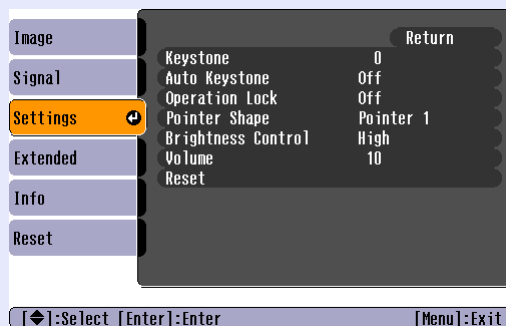 Image
Signal
Settings
Extended
Info
Reset
Return
Keystone 0
Auto Keystone Off
Operation Lock Off
Pointer Shape Pointer 1
Brightness Control High
Volume 10
Reset
[◆]:Select [Enter]:Enter [Menu]:Exit